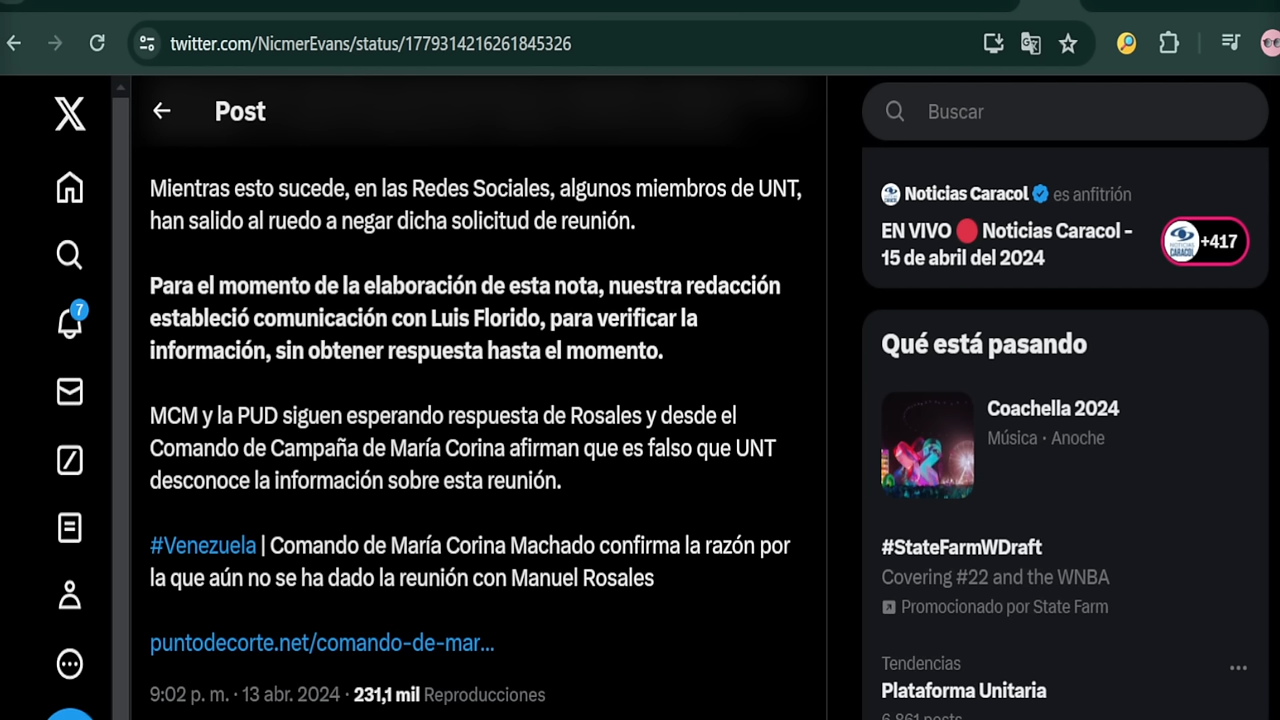 twitter.com/NicmerEvans/status/1779314216261845326
Post
Mientras esto sucede, en las Redes Sociales, algunos miembros de UNT,
han salido al ruedo a negar dicha solicitud de reunión.
Para el momento de la elaboración de esta nota, nuestra redacción
estableció comunicación con Luis Florido, para verificar la
información, sin obtener respuesta hasta el momento.
MCM y la PUD siguen esperando respuesta de Rosales y desde el
Comando de Campaña de María Corina afirman que es falso que UNT
desconoce la información sobre esta reunión.
#Venezuela | Comando de María Corina Machado confirma la razón por
la que aún no se ha dado la reunión con Manuel Rosales
puntodecorte.net/comando-de-mar...
9:02 p. m. · 13 abr. 2024 · 231,1 mil Reproducciones
7
Buscar
Noticias Caracol es anfitrión
EN VIVO 🔴 Noticias Caracol -
15 de abril del 2024
NOTICIAS
CARACOL
+417
Qué está pasando
Coachella 2024
Música · Anoche
#StateFarmWDraft
Covering #22 and the WNBA
Promocionado por State Farm
Tendencias
Plataforma Unitaria
6.861 posts